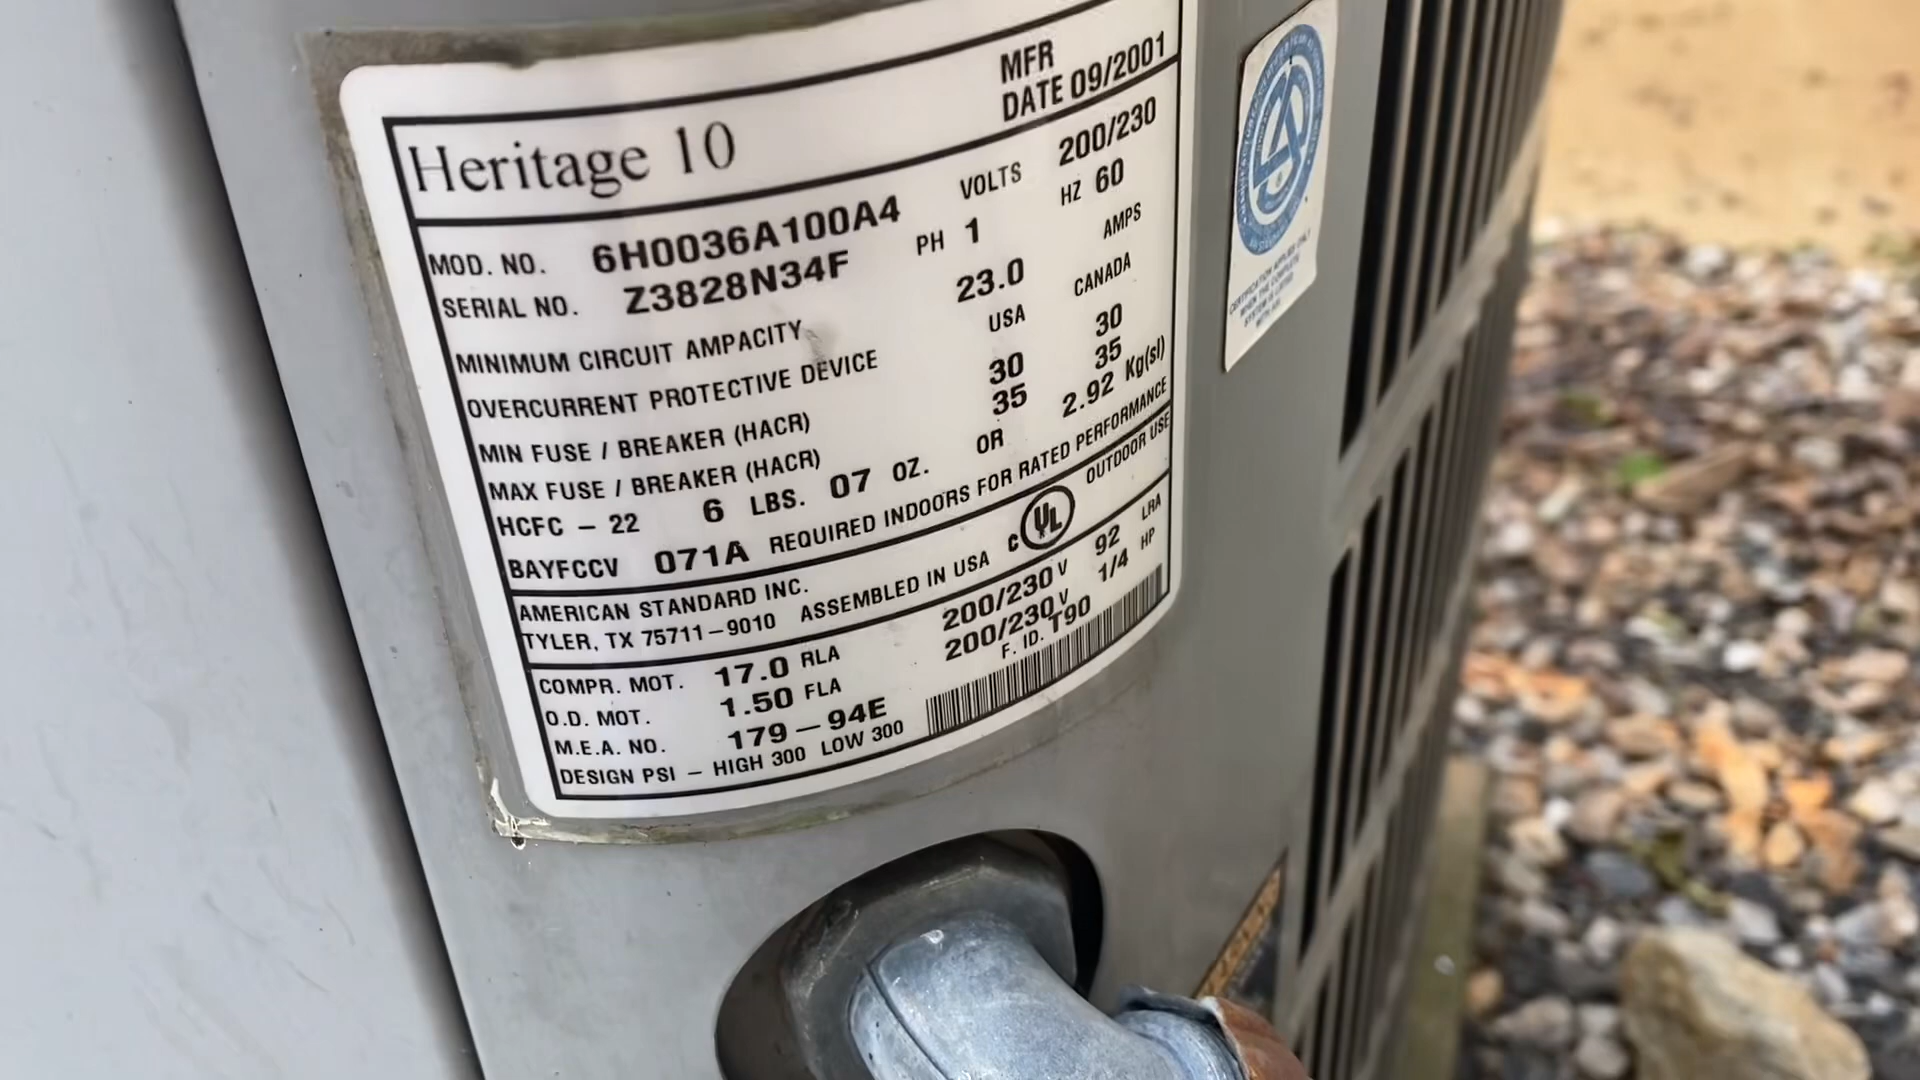 MFR
DATE 09/2001
Heritage 10
MOD. NO. 6H0036A100A4 VOLTS 200/230
SERIAL NO. Z3828N34F PH 1 HZ 60
MINIMUM CIRCUIT AMPACITY 23.0 AMPS
OVERCURRENT PROTECTIVE DEVICE USA CANADA
MIN FUSE / BREAKER (HACR) 30 30
MAX FUSE / BREAKER (HACR) 35 35
HCFC – 22 6 LBS. 07 OZ. OR 2.92 Kg(sl)
BAYFCCV 071A REQUIRED INDOORS FOR RATED PERFORMANCE
AMERICAN STANDARD INC. OUTDOOR USE
TYLER, TX 75711–9010 ASSEMBLED IN USA C UL
COMPR. MOT. 17.0 RLA 200/230 V 92 LRA
O.D. MOT. 1.50 FLA 200/230 V 1/4 HP
M.E.A. NO. 179–94E F. ID. T90
DESIGN PSI – HIGH 300 LOW 300